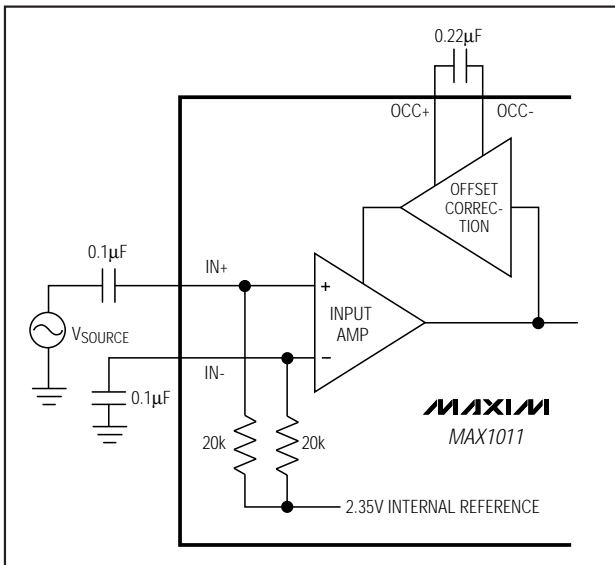 0.22µF
OCC+
OCC-
OFFSET
CORREC-
TION
0.1µF
IN+
+
INPUT
AMP
VSOURCE
−
IN-
0.1µF
MAXIM
MAX1011
20k
20k
2.35V INTERNAL REFERENCE